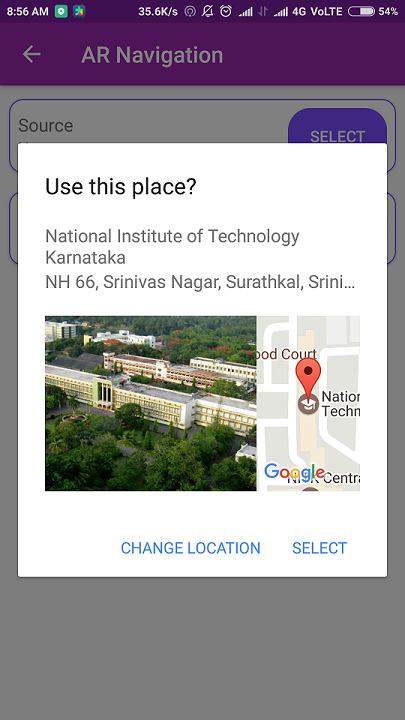 8:56 AM 35.6K/s 4G VoLTE 54%
AR Navigation
Source
SELECT
Use this place?
National Institute of Technology
Karnataka
NH 66, Srinivas Nagar, Surathkal, Srini…
ood Court
Nation
Techn
Google
NITK Centra
CHANGE LOCATION SELECT